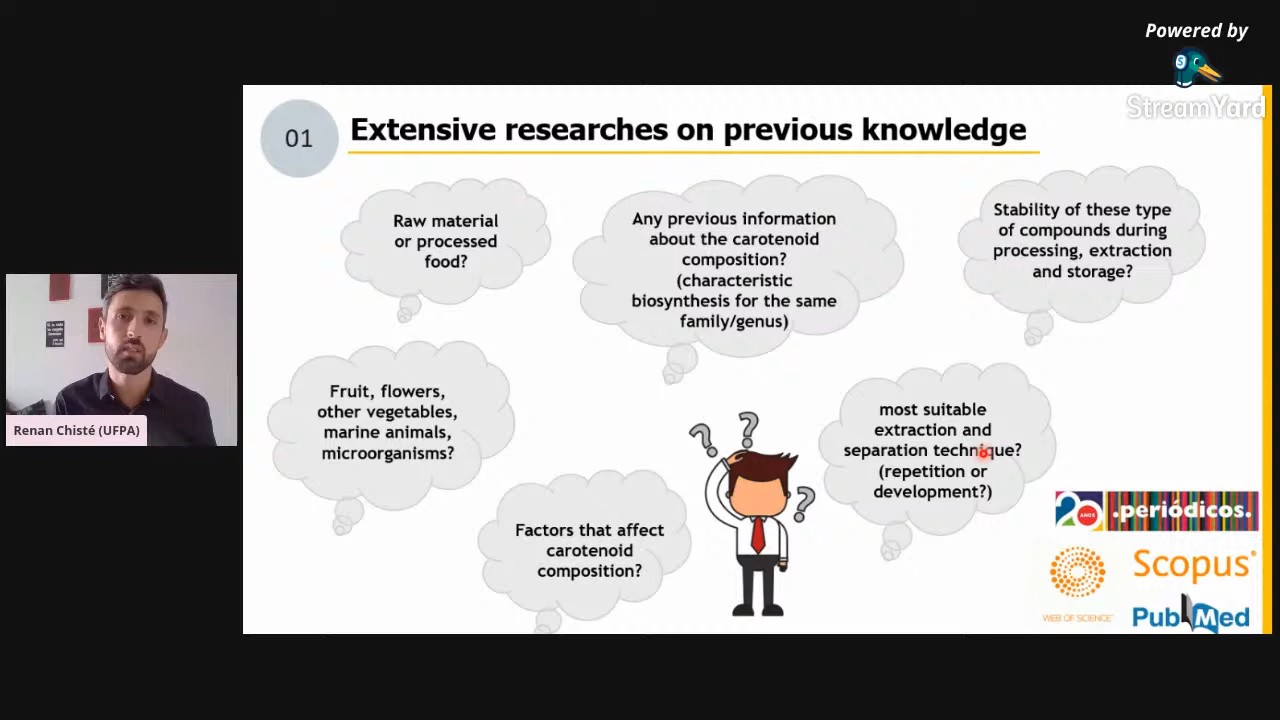 Powered by
StreamYard
01
Extensive researches on previous knowledge
Raw material
or processed
food?
Any previous information
about the carotenoid
composition?
(characteristic
biosynthesis for the same
family/genus)
Stability of these type
of compounds during
processing, extraction
and storage?
Fruit, flowers,
other vegetables,
marine animals,
microorganisms?
most suitable
extraction and
separation technique?
(repetition or
development?)
Factors that affect
carotenoid
composition?
Renan Chisté (UFPA)
20 ANOS .periódicos.
Scopus
WEB OF SCIENCE
PubMed